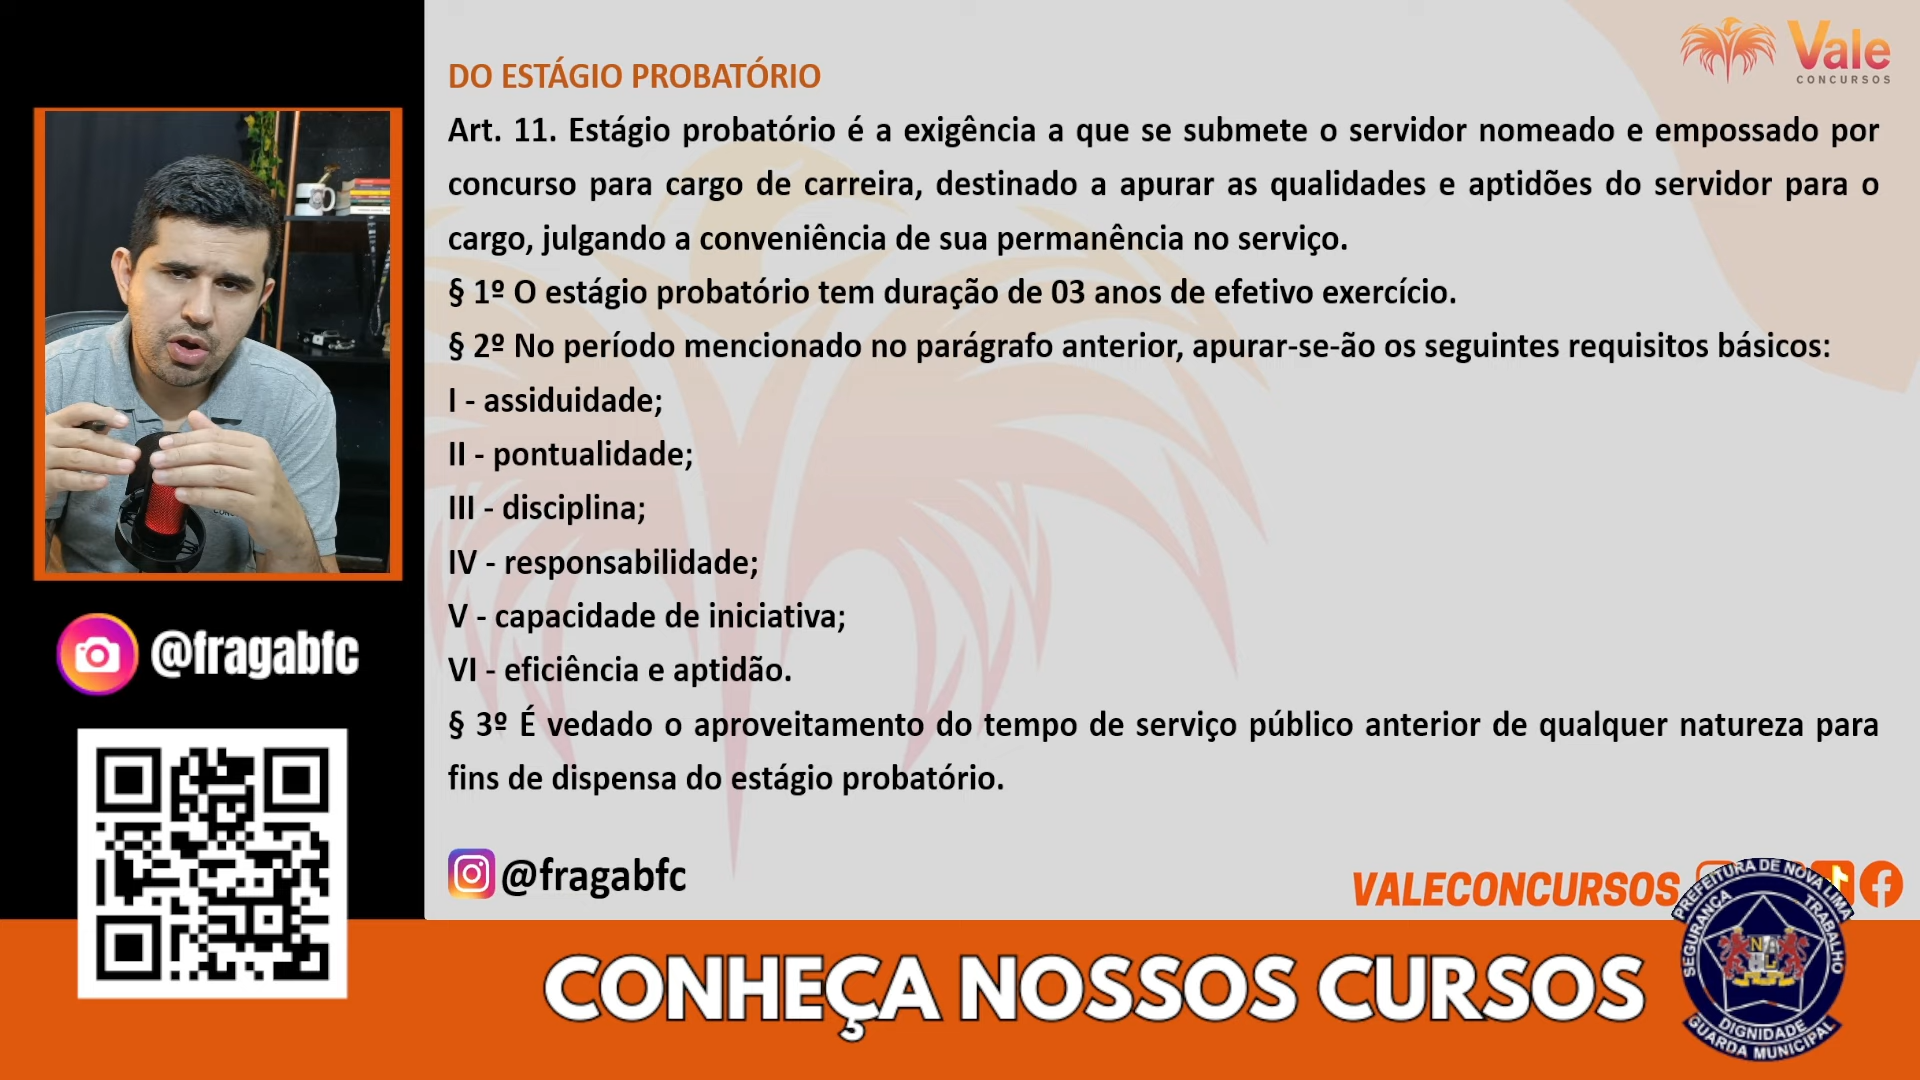 Vale
CONCURSOS
DO ESTÁGIO PROBATÓRIO
Art. 11. Estágio probatório é a exigência a que se submete o servidor nomeado e empossado por
concurso para cargo de carreira, destinado a apurar as qualidades e aptidões do servidor para o
cargo, julgando a conveniência de sua permanência no serviço.
§ 1º O estágio probatório tem duração de 03 anos de efetivo exercício.
§ 2º No período mencionado no parágrafo anterior, apurar-se-ão os seguintes requisitos básicos:
I - assiduidade;
II - pontualidade;
III - disciplina;
IV - responsabilidade;
V - capacidade de iniciativa;
VI - eficiência e aptidão.
§ 3º É vedado o aproveitamento do tempo de serviço público anterior de qualquer natureza para
fins de dispensa do estágio probatório.
@fragabfc
@fragabfc
VALECONCURSOS
PREFEITURA DE NOVA LIMA
SEGURANÇA
TRABALHO
DIGNIDADE
GUARDA MUNICIPAL
CONHEÇA NOSSOS CURSOS